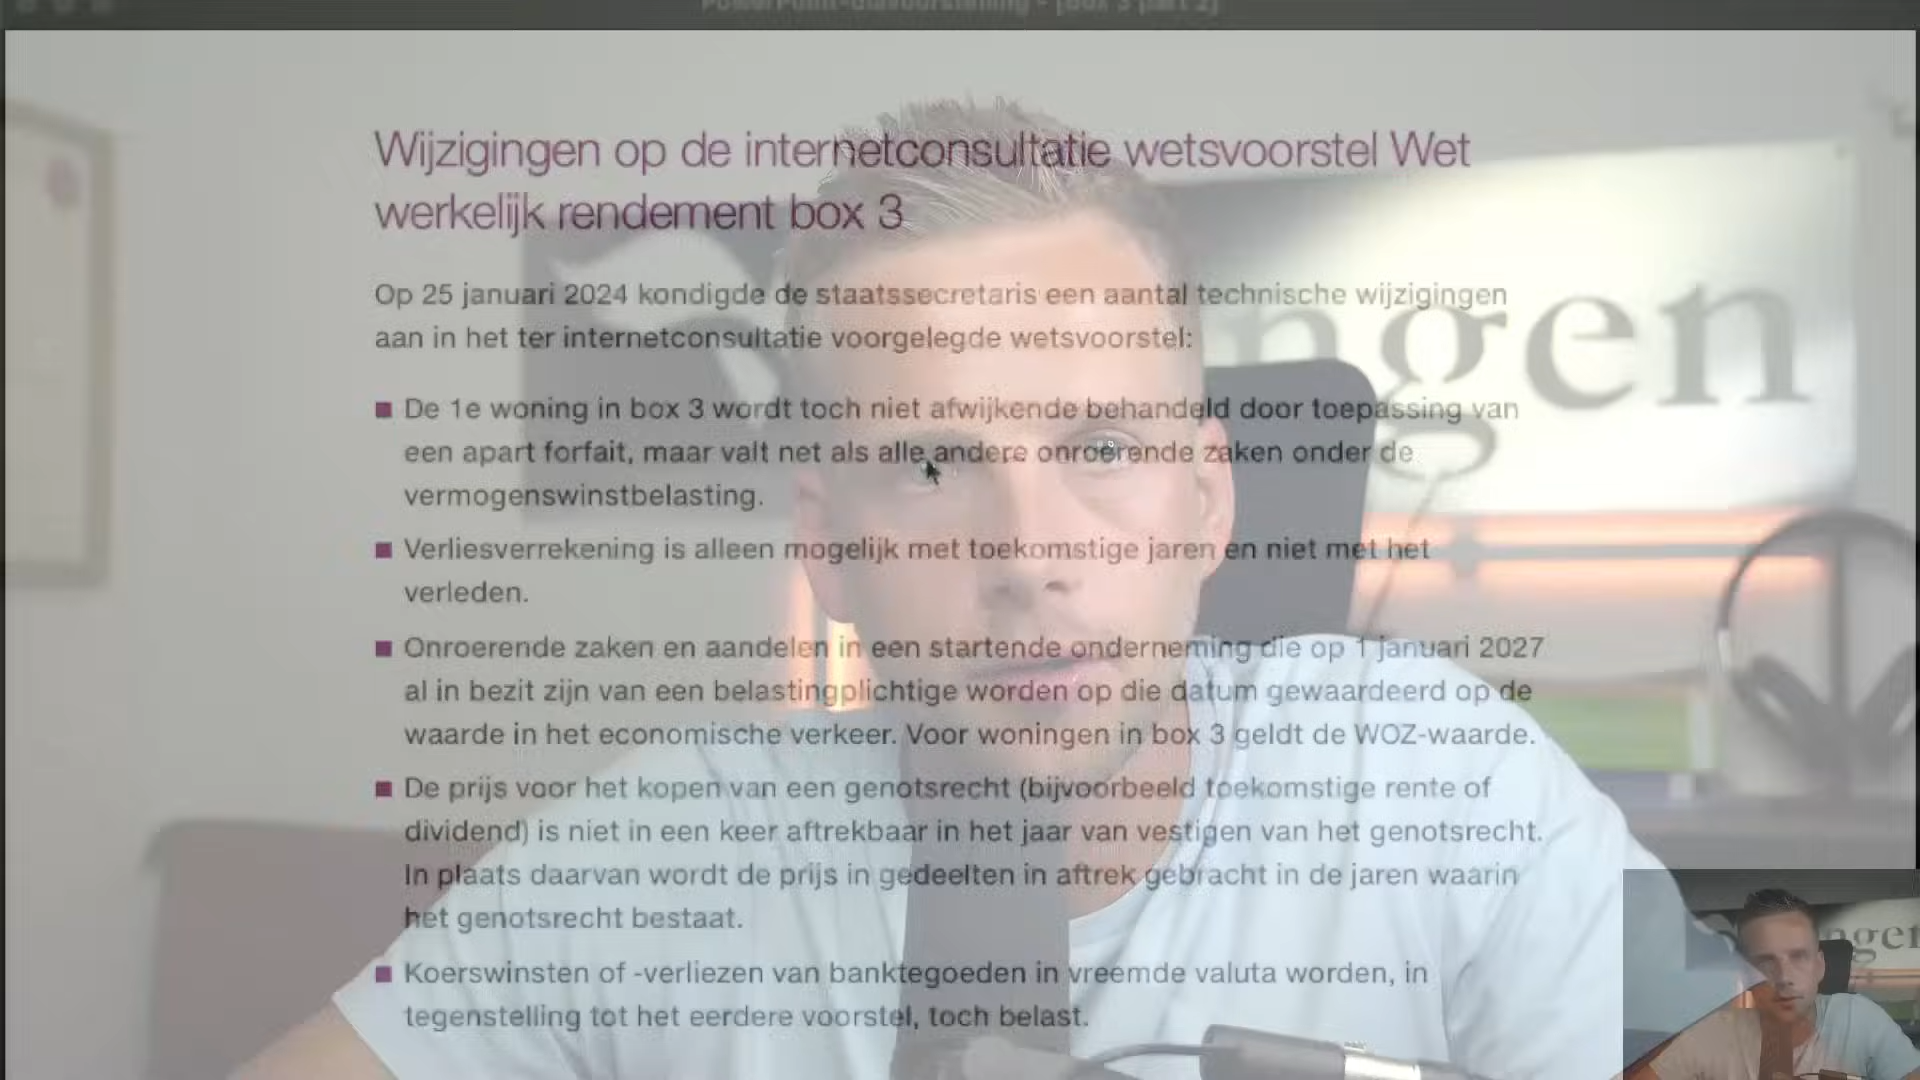 PowerPoint-diavoorstelling - [box 3 part 2]
Wijzigingen op de internetconsultatie wetsvoorstel Wet
werkelijk rendement box 3
Op 25 januari 2024 kondigde de staatssecretaris een aantal technische wijzigingen
aan in het ter internetconsultatie voorgelegde wetsvoorstel:
ngen
De 1e woning in box 3 wordt toch niet afwijkende behandeld door toepassing van
een apart forfait, maar valt net als alle andere onroerende zaken onder de
vermogenswinstbelasting.
Verliesverrekening is alleen mogelijk met toekomstige jaren en niet met het
verleden.
Onroerende zaken en aandelen in een startende onderneming die op 1 januari 2027
al in bezit zijn van een belastingplichtige worden op die datum gewaardeerd op de
waarde in het economische verkeer. Voor woningen in box 3 geldt de WOZ-waarde.
De prijs voor het kopen van een genotsrecht (bijvoorbeeld toekomstige rente of
dividend) is niet in een keer aftrekbaar in het jaar van vestigen van het genotsrecht.
In plaats daarvan wordt de prijs in gedeelten in aftrek gebracht in de jaren waarin
het genotsrecht bestaat.
agen
Koerswinsten of -verliezen van banktegoeden in vreemde valuta worden, in
tegenstelling tot het eerdere voorstel, toch belast.